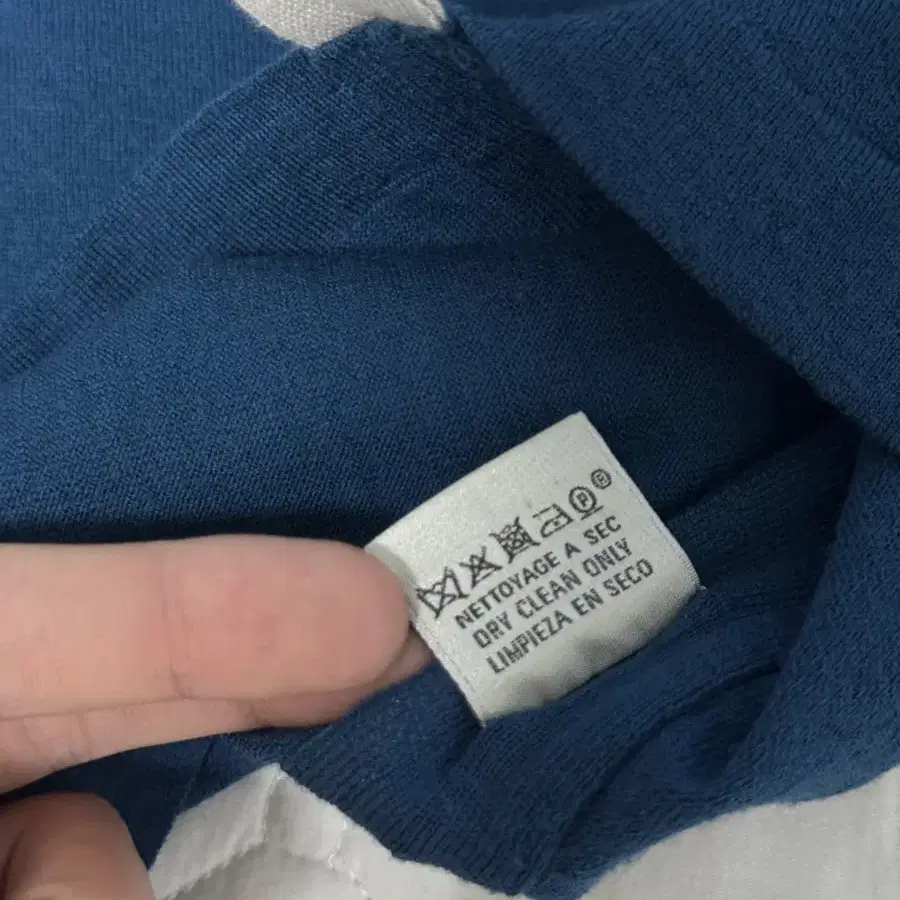 P
NETTOYAGE A SEC
DRY CLEAN ONLY
LIMPIEZA EN SECO